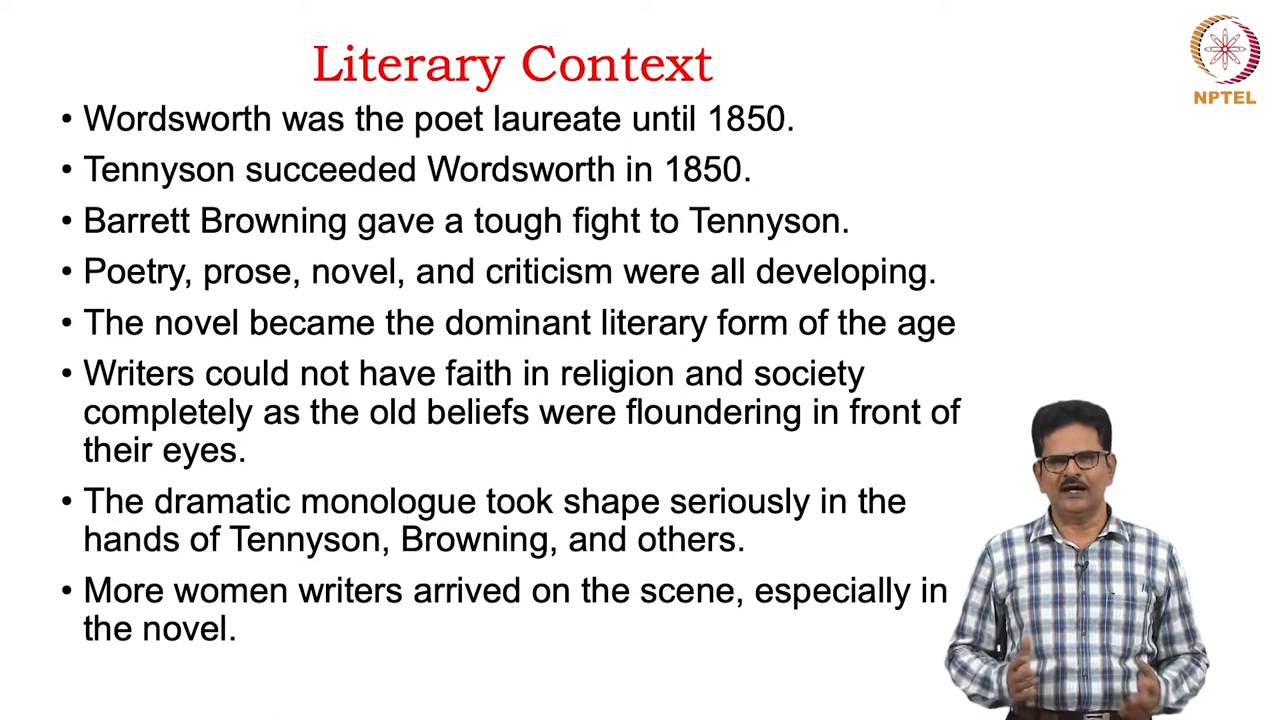 Literary Context
NPTEL
• Wordsworth was the poet laureate until 1850.
• Tennyson succeeded Wordsworth in 1850.
• Barrett Browning gave a tough fight to Tennyson.
• Poetry, prose, novel, and criticism were all developing.
• The novel became the dominant literary form of the age
• Writers could not have faith in religion and society
completely as the old beliefs were floundering in front of
their eyes.
• The dramatic monologue took shape seriously in the
hands of Tennyson, Browning, and others.
• More women writers arrived on the scene, especially in
the novel.